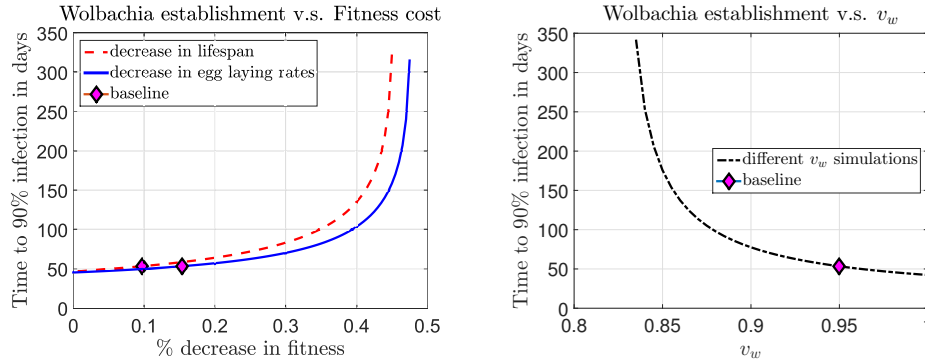 Wolbachia establishment v.s. Fitness cost
350
300
250
200
150
100
50
0
Time to 90% infection in days
decrease in lifespan
decrease in egg laying rates
baseline
0
0.1
0.2
0.3
0.4
0.5
% decrease in fitness
Wolbachia establishment v.s. v_w
350
300
250
200
150
100
50
0
Time to 90% infection in days
different v_w simulations
baseline
0.8
0.85
0.9
0.95
v_w